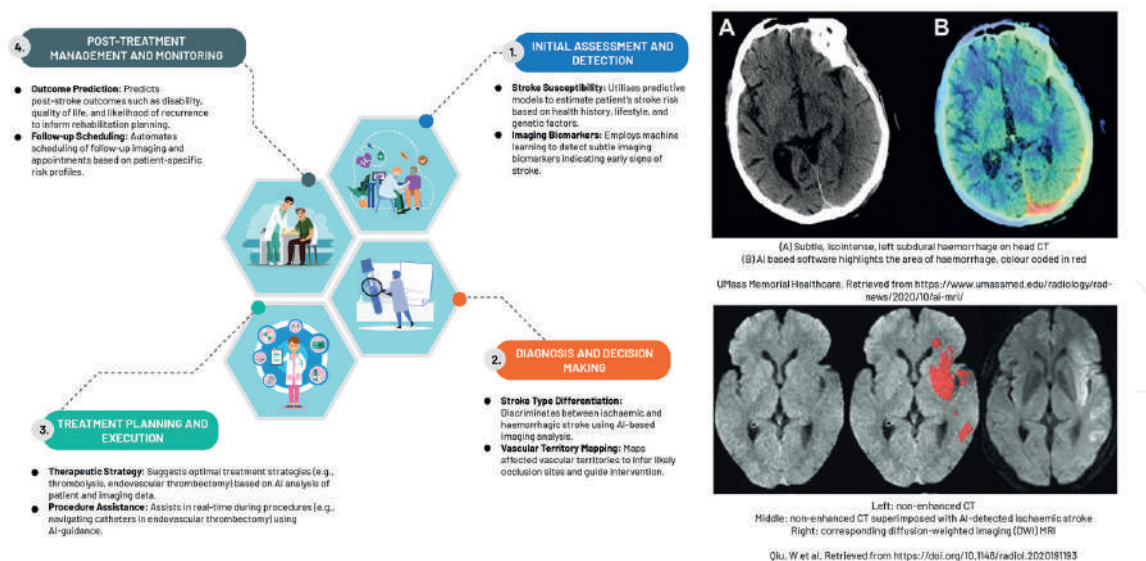 4.
POST-TREATMENT
MANAGEMENT AND MONITORING
Outcome Prediction: Predicts
post-stroke outcomes such as disability,
quality of life, and likelihood of recurrence
to inform rehabilitation planning.
Follow-up Scheduling: Automates
scheduling of follow-up imaging and
appointments based on patient-specific
risk profiles.
1.
INITIAL ASSESSMENT AND
DETECTION
Stroke Susceptibility: Utilises predictive
models to estimate patient's stroke risk
based on health history, lifestyle, and
genetic factors.
Imaging Biomarkers: Employs machine
learning to detect subtle imaging
biomarkers indicating early signs of
stroke.
2.
DIAGNOSIS AND DECISION
MAKING
Stroke Type Differentiation:
Discriminates between ischaemic and
haemorrhagic stroke using AI-based
imaging analysis.
Vascular Territory Mapping: Maps
affected vascular territories to infer likely
occlusion sites and guide intervention.
3.
TREATMENT PLANNING AND
EXECUTION
Therapeutic Strategy: Suggests optimal treatment strategies (e.g.,
thrombolysis, endovascular thrombectomy) based on AI analysis of
patient and imaging data.
Procedure Assistance: Assists in real-time during procedures (e.g.,
navigating catheters in endovascular thrombectomy) using
AI-guidance.
A
B
(A) Subtle, isointense, left subdural haemorrhage on head CT
(B) AI based software highlights the area of haemorrhage, colour coded in red
UMass Memorial Healthcare. Retrieved from https://www.umassmed.edu/radiology/rad-
news/2020/10/ai-mri/
Left: non-enhanced CT
Middle: non-enhanced CT superimposed with AI-detected ischaemic stroke
Right: corresponding diffusion-weighted imaging (DWI) MRI
Qiu, W et al. Retrieved from https://doi.org/10.1148/radiol.2020191193